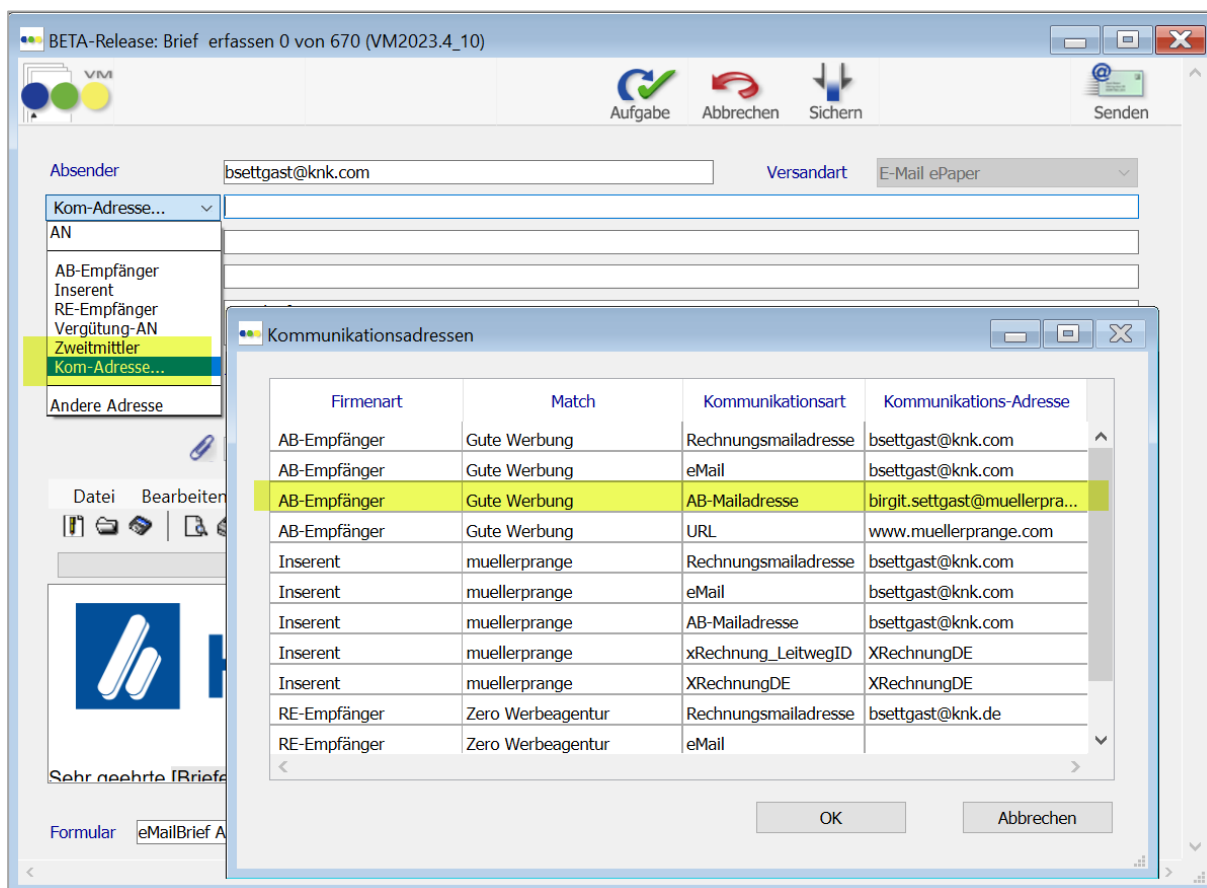 BETA-Release: Brief erfassen 0 von 670 (VM2023.4_10)
VM
Aufgabe Abbrechen Sichern Senden
Absender bsettgast@knk.com Versandart E-Mail ePaper
Kom-Adresse...
AN
AB-Empfänger
Inserent
RE-Empfänger
Vergütung-AN
Zweitmittler
Kom-Adresse...
Andere Adresse
Datei Bearbeiten
Sehr geehrte [Briefe
Formular eMailBrief A
Kommunikationsadressen
Firmenart Match Kommunikationsart Kommunikations-Adresse
AB-Empfänger Gute Werbung Rechnungsmailadresse bsettgast@knk.com
AB-Empfänger Gute Werbung eMail bsettgast@knk.com
AB-Empfänger Gute Werbung AB-Mailadresse birgit.settgast@muellerpra...
AB-Empfänger Gute Werbung URL www.muellerprange.com
Inserent muellerprange Rechnungsmailadresse bsettgast@knk.com
Inserent muellerprange eMail bsettgast@knk.com
Inserent muellerprange AB-Mailadresse bsettgast@knk.com
Inserent muellerprange xRechnung_LeitwegID XRechnungDE
Inserent muellerprange XRechnungDE XRechnungDE
RE-Empfänger Zero Werbeagentur Rechnungsmailadresse bsettgast@knk.de
RE-Empfänger Zero Werbeagentur eMail
OK Abbrechen